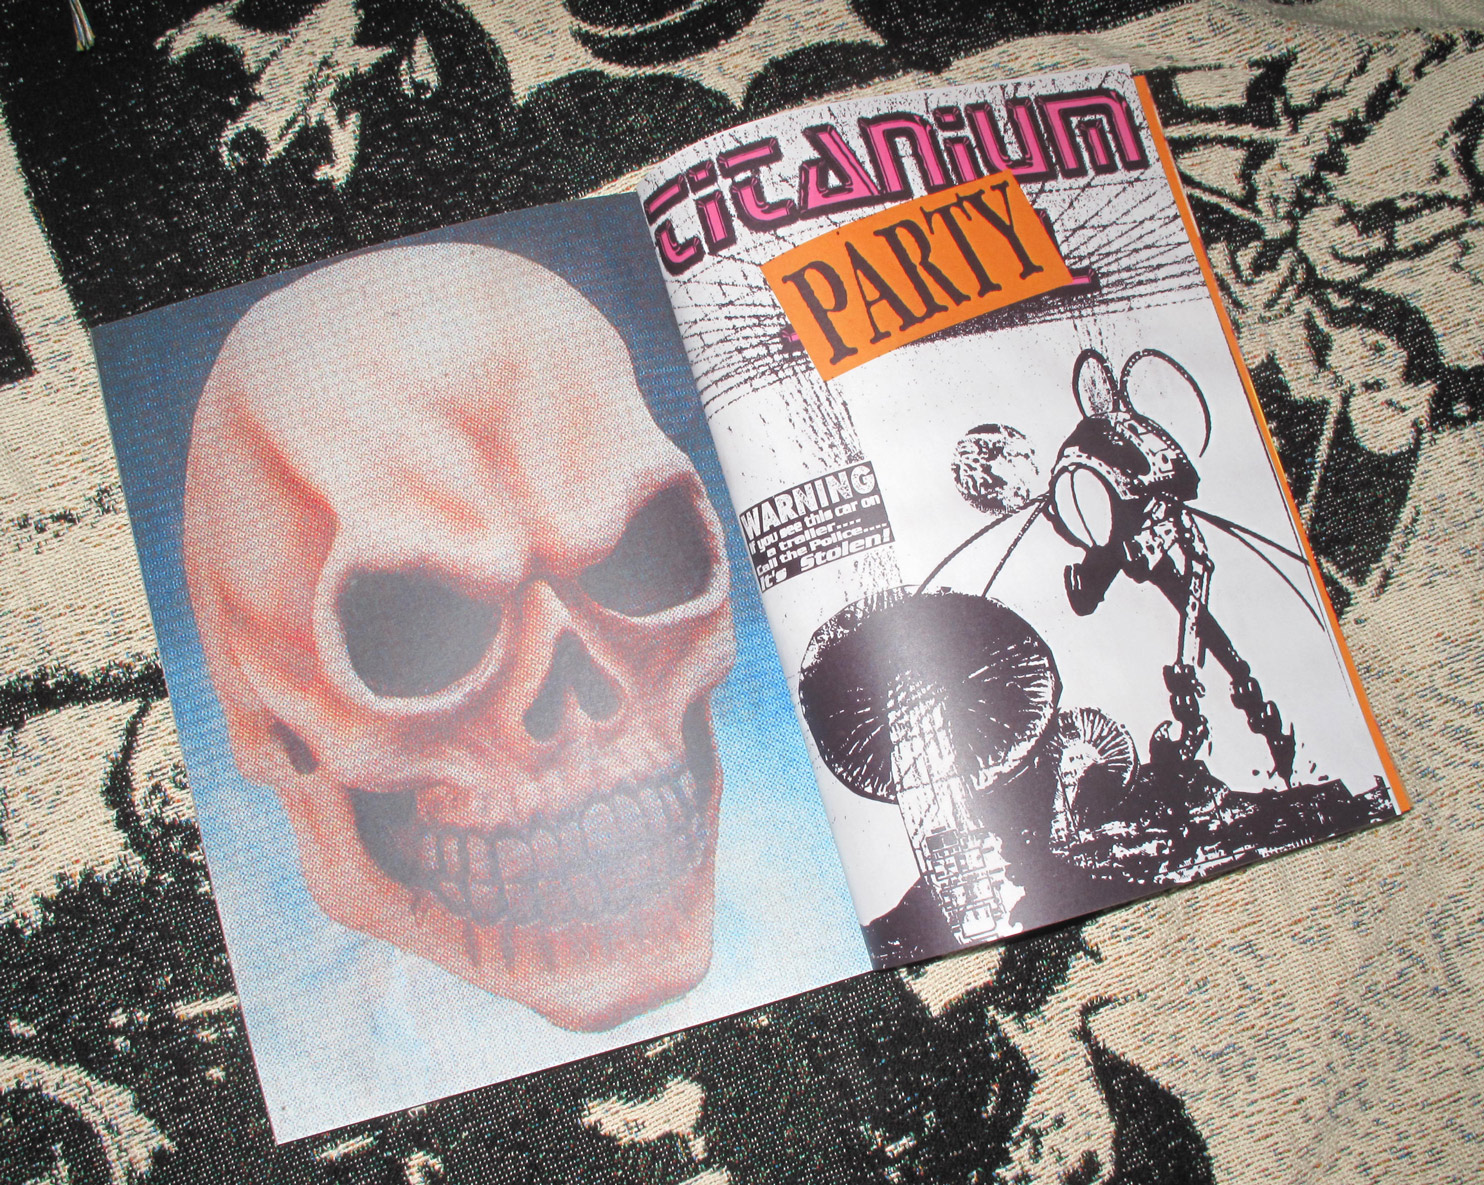 TiTANiUM
PARTY
WARNING
if you see this car on
a trailer....
Call the Police....
It's Stolen!